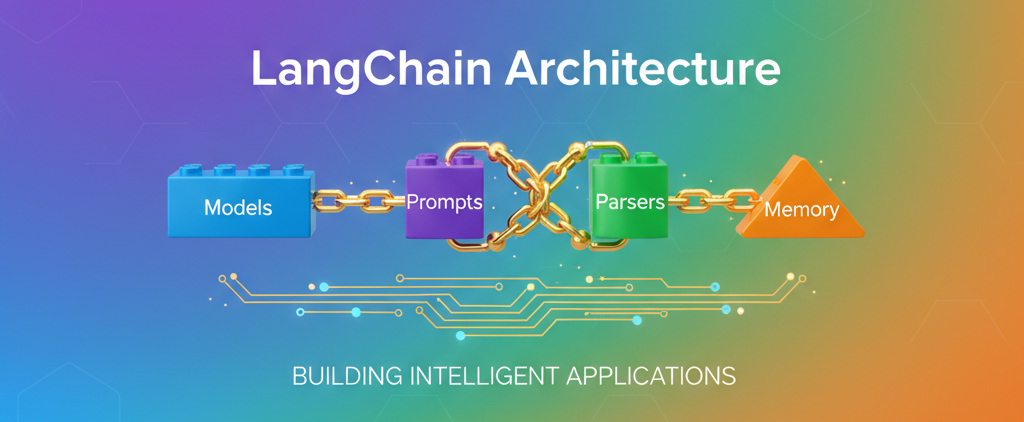 LangChain Architecture
Models
Prompts
Parsers
Memory
BUILDING INTELLIGENT APPLICATIONS